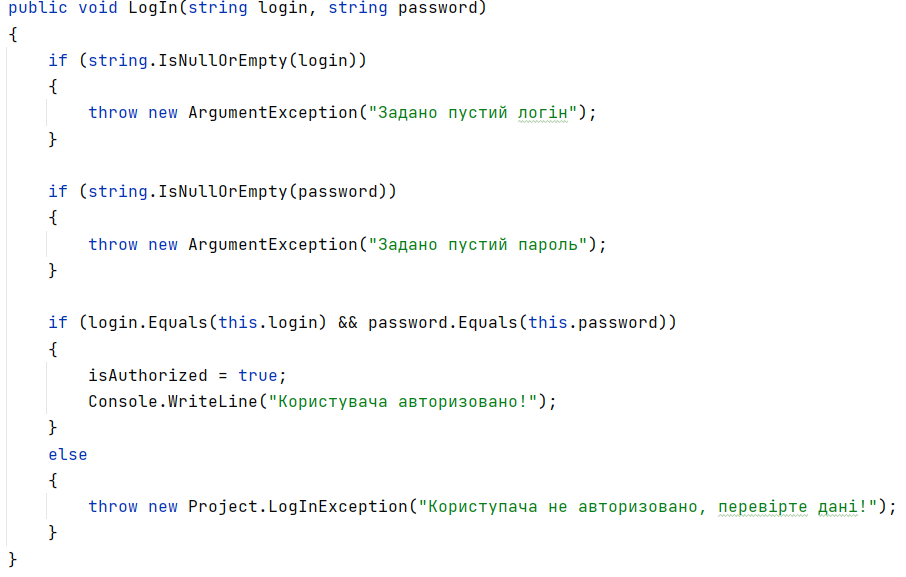 public void LogIn(string login, string password)
{
    if (string.IsNullOrEmpty(login))
    {
        throw new ArgumentException("Задано пустий логін");
    }

    if (string.IsNullOrEmpty(password))
    {
        throw new ArgumentException("Задано пустий пароль");
    }

    if (login.Equals(this.login) && password.Equals(this.password))
    {
        isAuthorized = true;
        Console.WriteLine("Користувача авторизовано!");
    }
    else
    {
        throw new Project.LogInException("Користупача не авторизовано, перевірте дані!");
    }
}